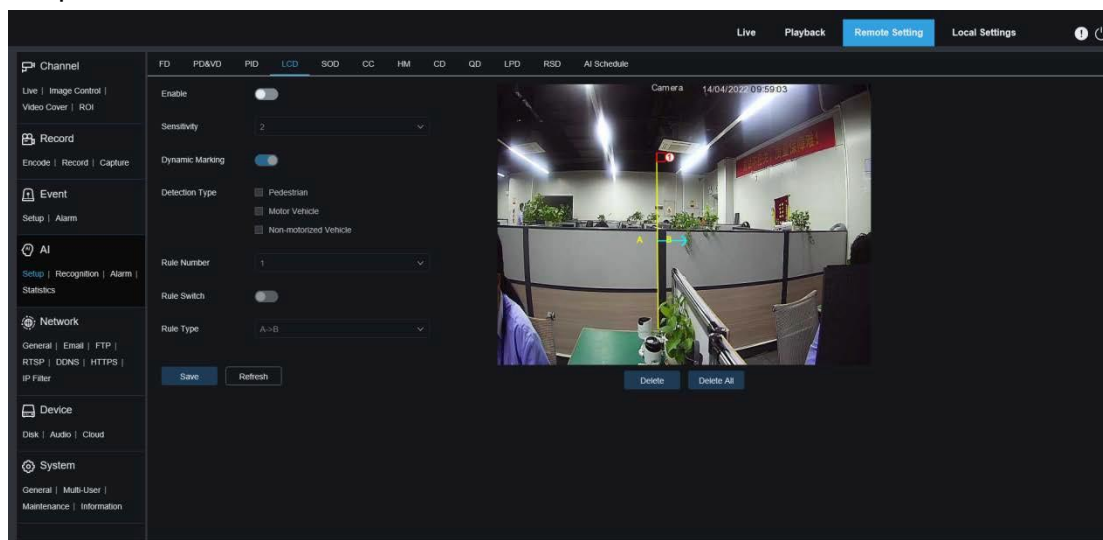 Live Playback Remote Setting Local Settings
Channel
Live | Image Control |
Video Cover | ROI
Record
Encode | Record | Capture
Event
Setup | Alarm
AI
Setup | Recognition | Alarm |
Statistics
Network
General | Email | FTP |
RTSP | DDNS | HTTPS |
IP Filter
Device
Disk | Audio | Cloud
System
General | Multi-User |
Maintenance | Information
FD PD&VD PID LCD SOD CC HM CD QD LPD RSD AI Schedule
Enable
Sensitivity 2
Dynamic Marking
Detection Type Pedestrian
Motor Vehicle
Non-motorized Vehicle
Rule Number 1
Rule Switch
Rule Type A->B
Save Refresh
Camera 14/04/2022 09:59:03
1
A B
Delete Delete All